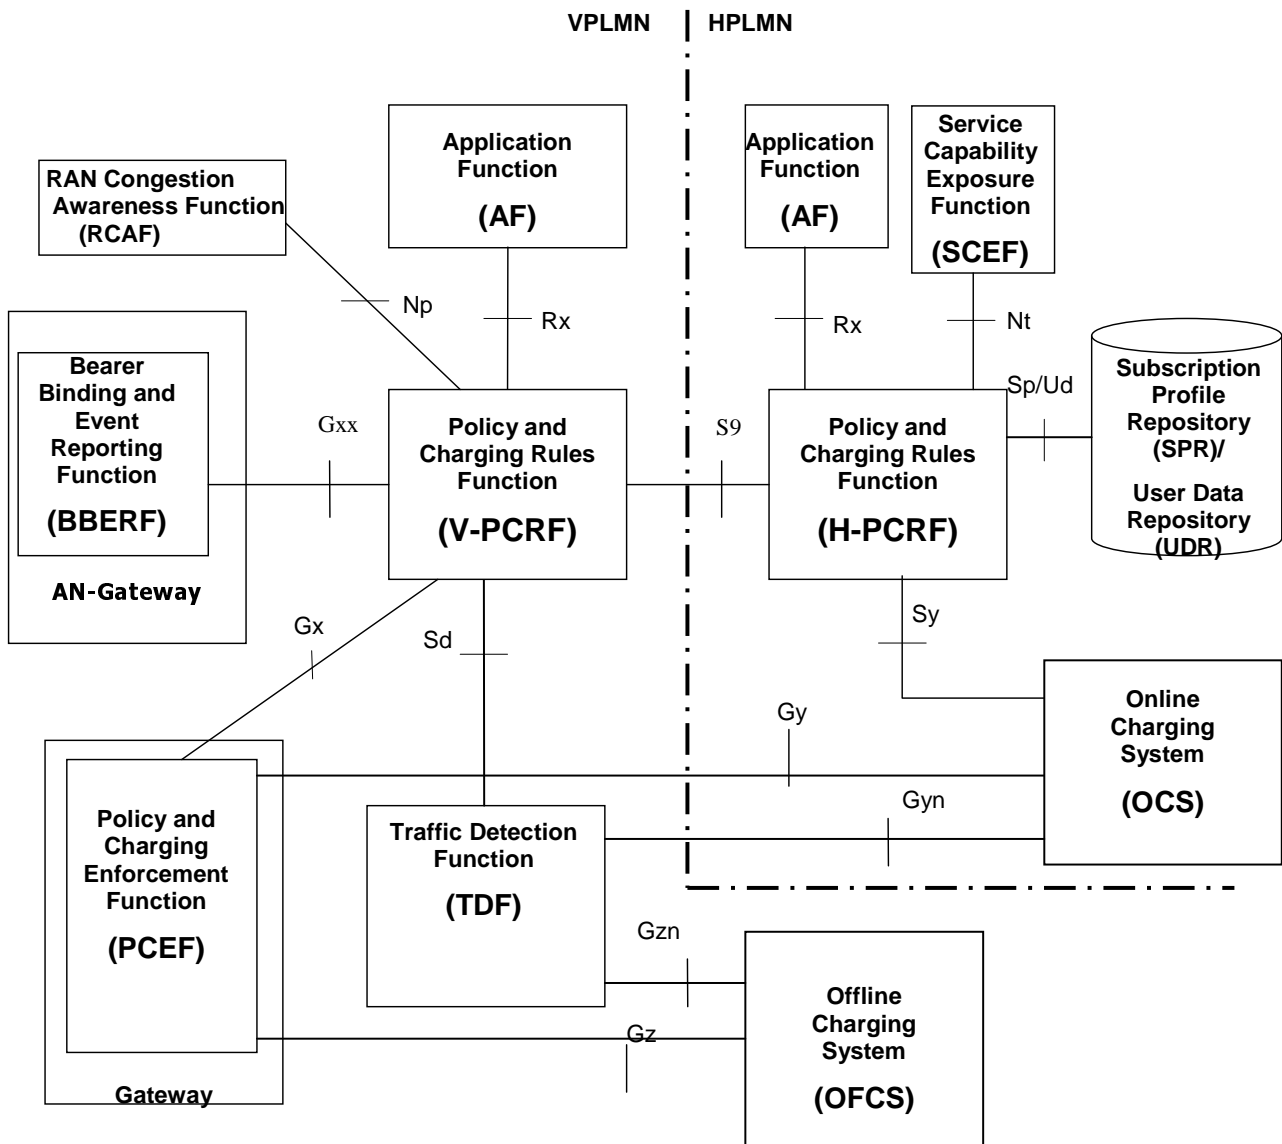 VPLMN
HPLMN
Application
Function
(AF)
Application
Function
(AF)
Service
Capability
Exposure
Function
(SCEF)
RAN Congestion
Awareness Function
(RCAF)
Np
Rx
Rx
Nt
Sp/Ud
Bearer
Binding and
Event
Reporting
Function
(BBERF)
AN-Gateway
Gxx
Policy and
Charging Rules
Function
(V-PCRF)
S9
Policy and
Charging Rules
Function
(H-PCRF)
Subscription
Profile
Repository
(SPR)/
User Data
Repository
(UDR)
Gx
Sd
Sy
Gy
Gyn
Online
Charging
System
(OCS)
Policy and
Charging
Enforcement
Function
(PCEF)
Gateway
Traffic Detection
Function
(TDF)
Gzn
Gz
Offline
Charging
System
(OFCS)